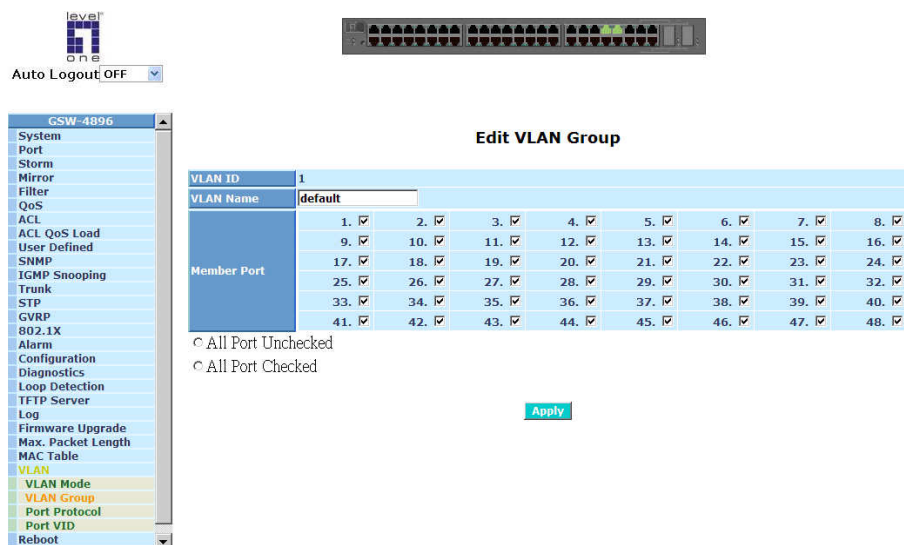 level
one
Auto Logout OFF
GSW-4896
System
Port
Storm
Mirror
Filter
QoS
ACL
ACL QoS Load
User Defined
SNMP
IGMP Snooping
Trunk
STP
GVRP
802.1X
Alarm
Configuration
Diagnostics
Loop Detection
TFTP Server
Log
Firmware Upgrade
Max. Packet Length
MAC Table
VLAN
VLAN Mode
VLAN Group
Port Protocol
Port VID
Reboot
Edit VLAN Group
VLAN ID 1
VLAN Name default
Member Port
1. 2. 3. 4. 5. 6. 7. 8.
9. 10. 11. 12. 13. 14. 15. 16.
17. 18. 19. 20. 21. 22. 23. 24.
25. 26. 27. 28. 29. 30. 31. 32.
33. 34. 35. 36. 37. 38. 39. 40.
41. 42. 43. 44. 45. 46. 47. 48.
All Port Unchecked
All Port Checked
Apply